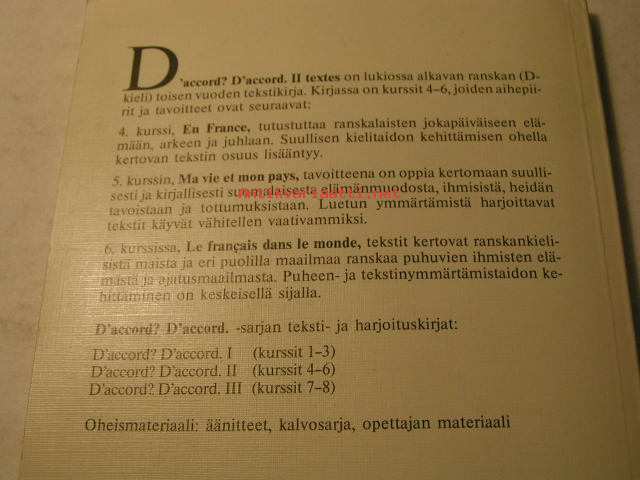 D'accord? D'accord. II textes on lukiossa alkavan ranskan (D-
kieli) toisen vuoden tekstikirja. Kirjassa on kurssit 4–6, joiden aihepii-
rit ja tavoitteet ovat seuraavat:
4. kurssi, En France, tutustuttaa ranskalaisten jokapäiväiseen elä-
mään, arkeen ja juhlaan. Suullisen kielitaidon kehittämisen ohella
kertovan tekstin osuus lisääntyy.
5. kurssin, Ma vie et mon pays, tavoitteena on oppia kertomaan suulli-
sesti ja kirjallisesti suomalaisesta elämänmuodosta, ihmisistä, heidän
tavoistaan ja tottumuksistaan. Luetun ymmärtämistä harjoittavat
tekstit käyvät vähitellen vaativammiksi.
6. kurssissa, Le français dans le monde, tekstit kertovat ranskankieli-
sistä maista ja eri puolilla maailmaa ranskaa puhuvien ihmisten elä-
mästä ja ajatusmaailmasta. Puheen- ja tekstinymmärtämistaidon ke-
hittäminen on keskeisellä sijalla.
D'accord? D'accord. -sarjan teksti- ja harjoituskirjat:
D'accord? D'accord. I (kurssit 1–3)
D'accord? D'accord. II (kurssit 4–6)
D'accord? D'accord. III (kurssit 7–8)
Oheismateriaali: äänitteet, kalvosarja, opettajan materiaali